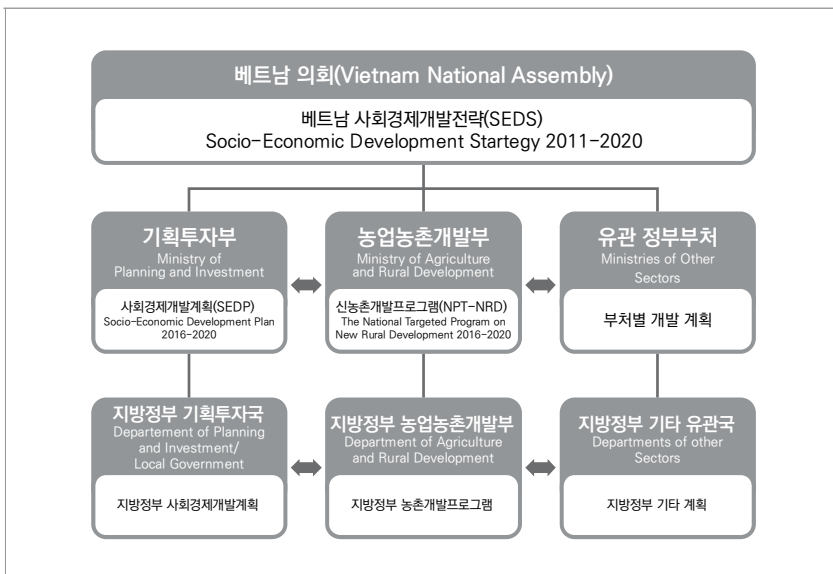 베트남 의회(Vietnam National Assembly)
베트남 사회경제개발전략(SEDS)
Socio-Economic Development Startegy 2011-2020
기획투자부
Ministry of
Planning and Investment
사회경제개발계획(SEDP)
Socio-Economic Development Plan
2016-2020
농업농촌개발부
Ministry of Agriculture
and Rural Development
신농촌개발프로그램(NPT-NRD)
The National Targeted Program on
New Rural Development 2016-2020
유관 정부부처
Ministries of Other
Sectors
부처별 개발 계획
지방정부 기획투자국
Departement of Planning
and Investment/
Local Government
지방정부 사회경제개발계획
지방정부 농업농촌개발부
Department of Agriculture
and Rural Development
지방정부 농촌개발프로그램
지방정부 기타 유관국
Departments of other
Sectors
지방정부 기타 계획